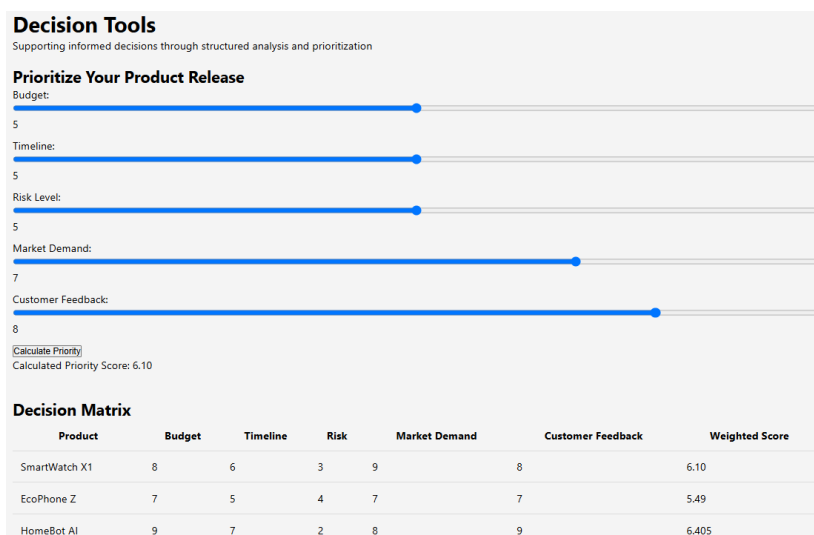 Decision Tools
Supporting informed decisions through structured analysis and prioritization
Prioritize Your Product Release
Budget:
5
Timeline:
5
Risk Level:
5
Market Demand:
7
Customer Feedback:
8
Calculate Priority
Calculated Priority Score: 6.10
Decision Matrix
Product Budget Timeline Risk Market Demand Customer Feedback Weighted Score
SmartWatch X1 8 6 3 9 8 6.10
EcoPhone Z 7 5 4 7 7 5.49
HomeBot AI 9 7 2 8 9 6.405